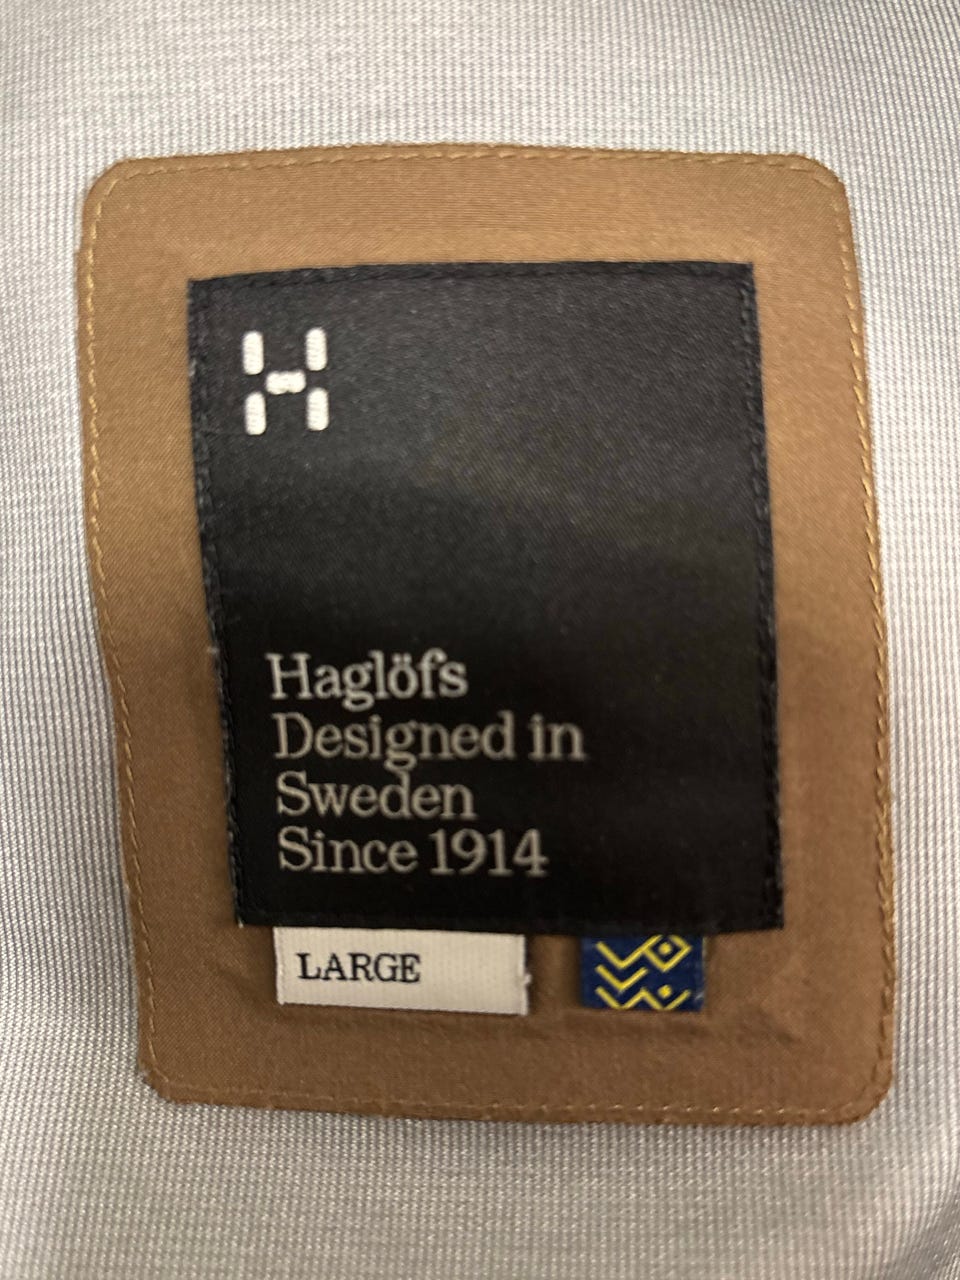 H
Haglöfs
Designed in
Sweden
Since 1914
LARGE